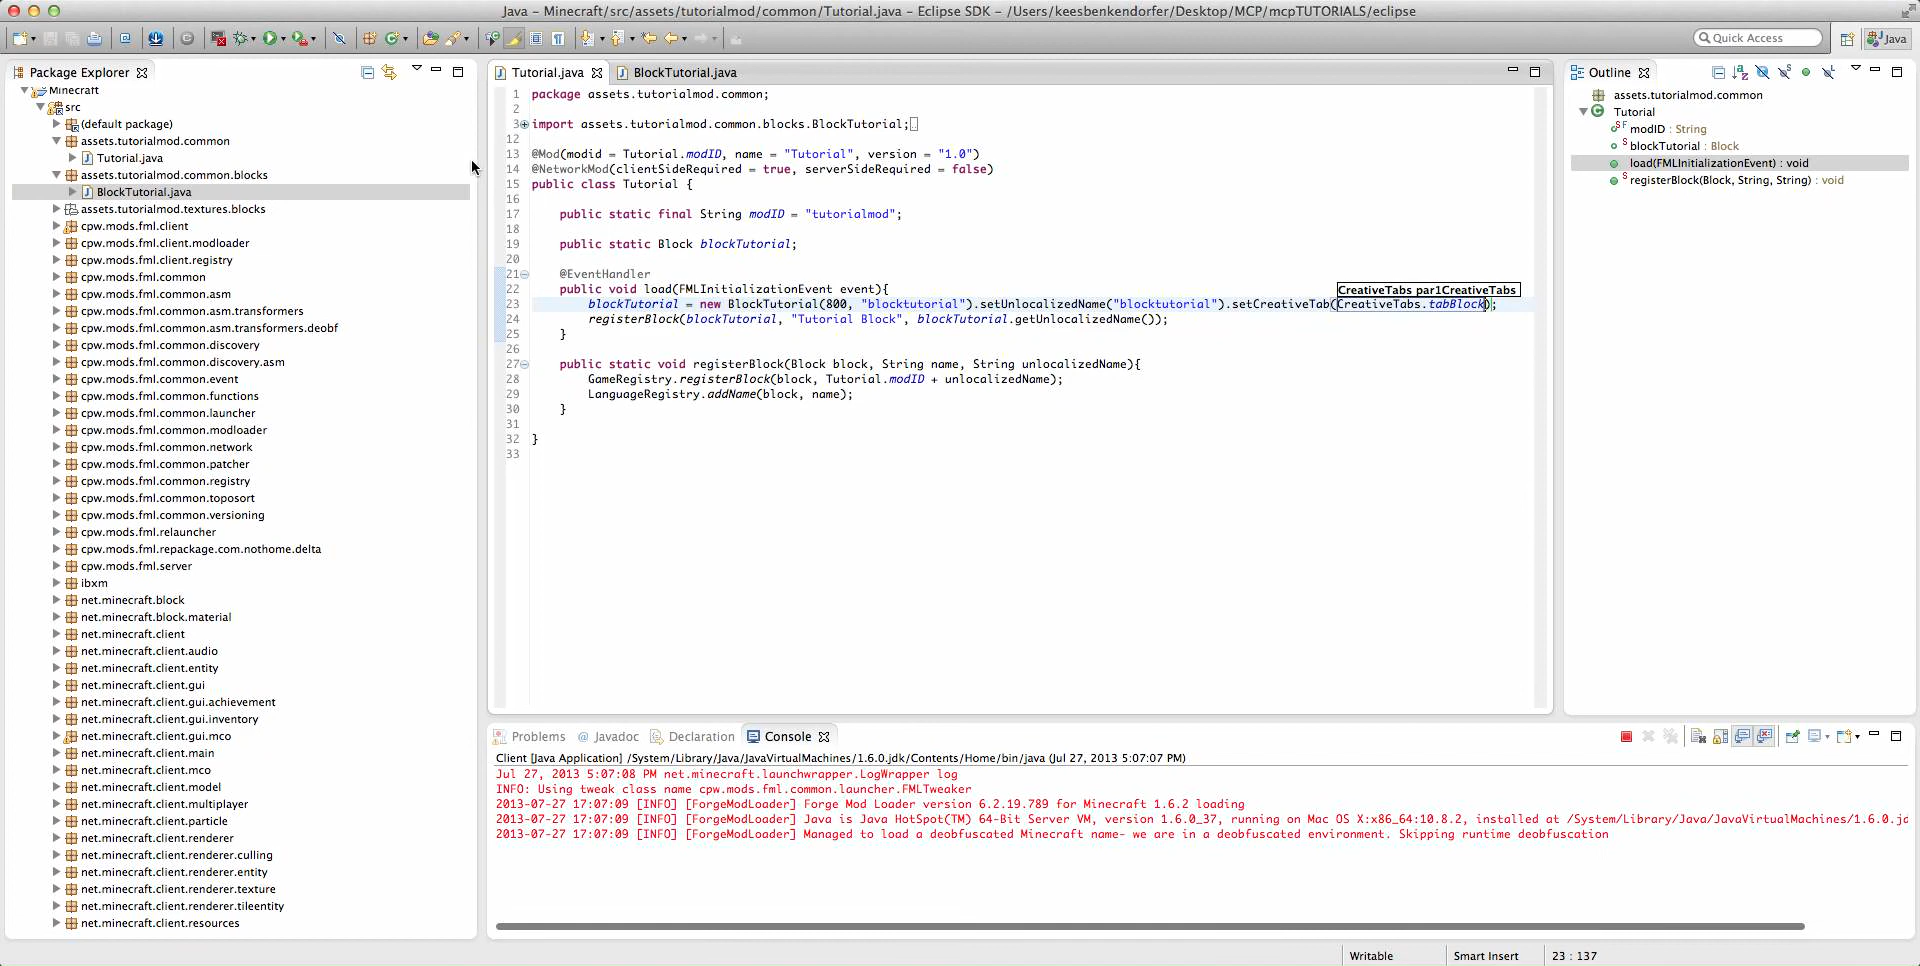 Java – Minecraft/src/assets/tutorialmod/common/Tutorial.java – Eclipse SDK – /Users/keesbenkendorfer/Desktop/MCP/mcpTUTORIALS/eclipse
Quick Access
Java
Package Explorer
Minecraft
src
(default package)
assets.tutorialmod.common
Tutorial.java
assets.tutorialmod.common.blocks
BlockTutorial.java
assets.tutorialmod.textures.blocks
cpw.mods.fml.client
cpw.mods.fml.client.modloader
cpw.mods.fml.client.registry
cpw.mods.fml.common
cpw.mods.fml.common.asm
cpw.mods.fml.common.asm.transformers
cpw.mods.fml.common.asm.transformers.deobf
cpw.mods.fml.common.discovery
cpw.mods.fml.common.discovery.asm
cpw.mods.fml.common.event
cpw.mods.fml.common.functions
cpw.mods.fml.common.launcher
cpw.mods.fml.common.modloader
cpw.mods.fml.common.network
cpw.mods.fml.common.patcher
cpw.mods.fml.common.registry
cpw.mods.fml.common.toposort
cpw.mods.fml.common.versioning
cpw.mods.fml.relauncher
cpw.mods.fml.repackage.com.nothome.delta
cpw.mods.fml.server
ibxm
net.minecraft.block
net.minecraft.block.material
net.minecraft.client
net.minecraft.client.audio
net.minecraft.client.entity
net.minecraft.client.gui
net.minecraft.client.gui.achievement
net.minecraft.client.gui.inventory
net.minecraft.client.gui.mco
net.minecraft.client.main
net.minecraft.client.mco
net.minecraft.client.model
net.minecraft.client.multiplayer
net.minecraft.client.particle
net.minecraft.client.renderer
net.minecraft.client.renderer.culling
net.minecraft.client.renderer.entity
net.minecraft.client.renderer.texture
net.minecraft.client.renderer.tileentity
net.minecraft.client.resources
Tutorial.java
BlockTutorial.java
1 package assets.tutorialmod.common;
2
3 import assets.tutorialmod.common.blocks.BlockTutorial;
12
13 @Mod(modid = Tutorial.modID, name = "Tutorial", version = "1.0")
14 @NetworkMod(clientSideRequired = true, serverSideRequired = false)
15 public class Tutorial {
16
17 public static final String modID = "tutorialmod";
18
19 public static Block blockTutorial;
20
21 @EventHandler
22 public void load(FMLInitializationEvent event){
CreativeTabs par1CreativeTabs
23 blockTutorial = new BlockTutorial(800, "blocktutorial").setUnlocalizedName("blocktutorial").setCreativeTab(CreativeTabs.tabBlock);
24 registerBlock(blockTutorial, "Tutorial Block", blockTutorial.getUnlocalizedName());
25 }
26
27 public static void registerBlock(Block block, String name, String unlocalizedName){
28 GameRegistry.registerBlock(block, Tutorial.modID + unlocalizedName);
29 LanguageRegistry.addName(block, name);
30 }
31
32 }
33
Outline
assets.tutorialmod.common
Tutorial
modID : String
blockTutorial : Block
load(FMLInitializationEvent) : void
registerBlock(Block, String, String) : void
Problems
Javadoc
Declaration
Console
Client [Java Application] /System/Library/Java/JavaVirtualMachines/1.6.0.jdk/Contents/Home/bin/java (Jul 27, 2013 5:07:07 PM)
Jul 27, 2013 5:07:08 PM net.minecraft.launchwrapper.LogWrapper log
INFO: Using tweak class name cpw.mods.fml.common.launcher.FMLTweaker
2013-07-27 17:07:09 [INFO] [ForgeModLoader] Forge Mod Loader version 6.2.19.789 for Minecraft 1.6.2 loading
2013-07-27 17:07:09 [INFO] [ForgeModLoader] Java is Java HotSpot(TM) 64-Bit Server VM, version 1.6.0_37, running on Mac OS X:x86_64:10.8.2, installed at /System/Library/Java/JavaVirtualMachines/1.6.0.jd
2013-07-27 17:07:09 [INFO] [ForgeModLoader] Managed to load a deobfuscated Minecraft name- we are in a deobfuscated environment. Skipping runtime deobfuscation
Writable
Smart Insert
23 : 137